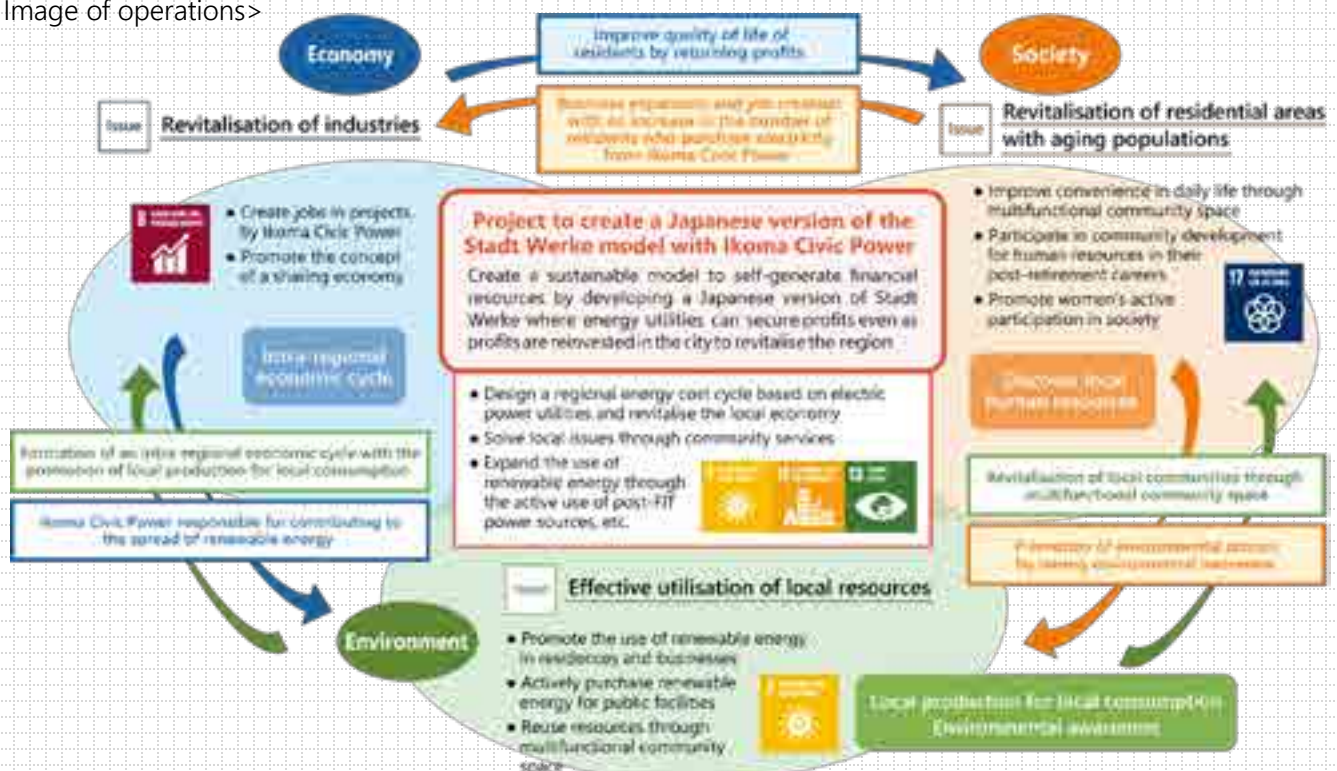 Image of operations>
Economy
Improve quality of life of
residents by returning profits
Society
Business expansion and job creation
with an increase in the number of
residents who purchase electricity
from Ikoma Civic Power
Issue
Revitalisation of industries
Issue
Revitalisation of residential areas
with aging populations
8
• Create jobs in projects
by Ikoma Civic Power
• Promote the concept
of a sharing economy
Intra-regional
economic cycle
Project to create a Japanese version of the
Stadt Werke model with Ikoma Civic Power
Create a sustainable model to self-generate financial
resources by developing a Japanese version of Stadt
Werke where energy utilities can secure profits even as
profits are reinvested in the city to revitalise the region
• Design a regional energy cost cycle based on electric
power utilities and revitalise the local economy
• Solve local issues through community services
• Expand the use of
renewable energy through
the active use of post-FIT
power sources, etc.
• Improve convenience in daily life through
multifunctional community space
• Participate in community development
for human resources in their
post-retirement careers
• Promote women's active
participation in society
17
Discover local
human resources
Formation of an intra-regional economic cycle with the
promotion of local production for local consumption
Ikoma Civic Power responsible for contributing to
the spread of renewable energy
Revitalisation of local communities through
multifunctional community space
of environmental
by environmental
Issue
Effective utilisation of local resources
Environment
• Promote the use of renewable energy
in residences and businesses
• Actively purchase renewable
energy for public facilities
• Reuse resources through
multifunctional community
space
Local production for local consumption
Environmental awareness